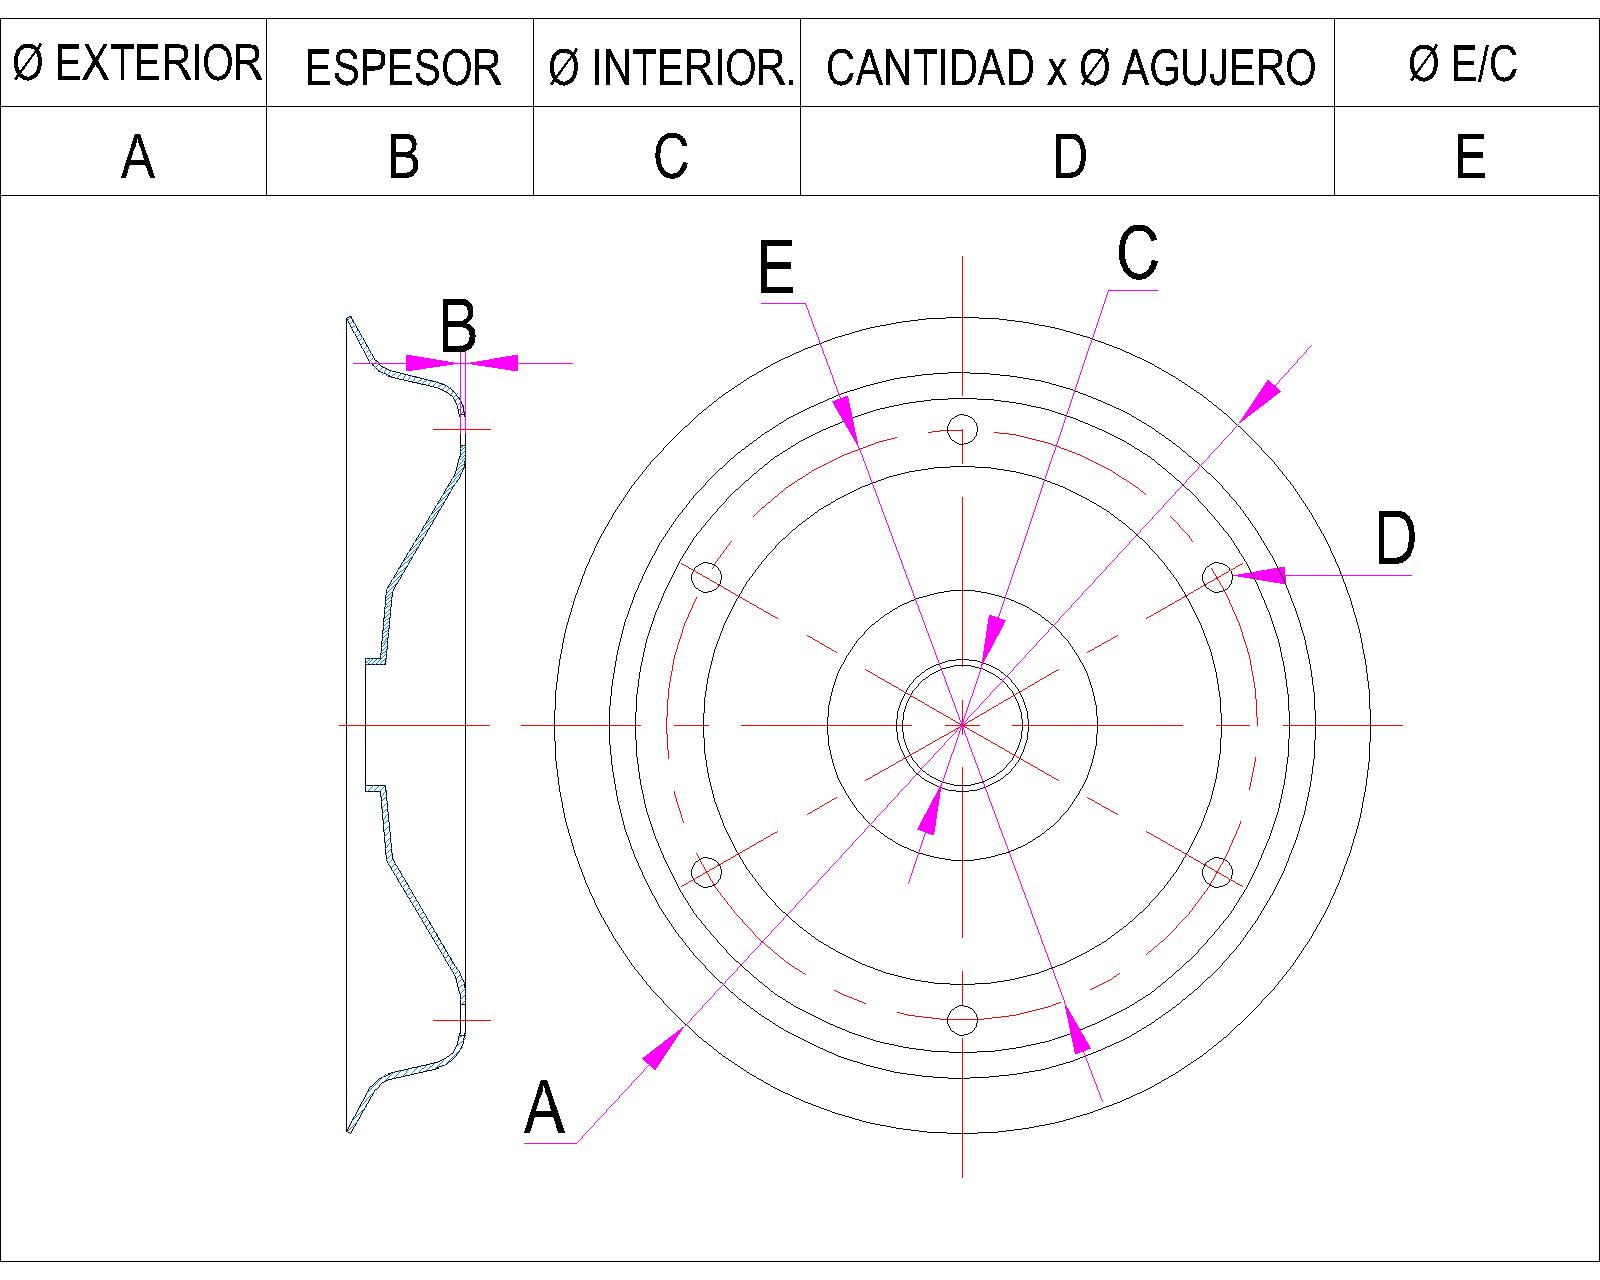 Ø EXTERIOR ESPESOR Ø INTERIOR. CANTIDAD x Ø AGUJERO Ø E/C
A B C D E
C
E
B
D
A